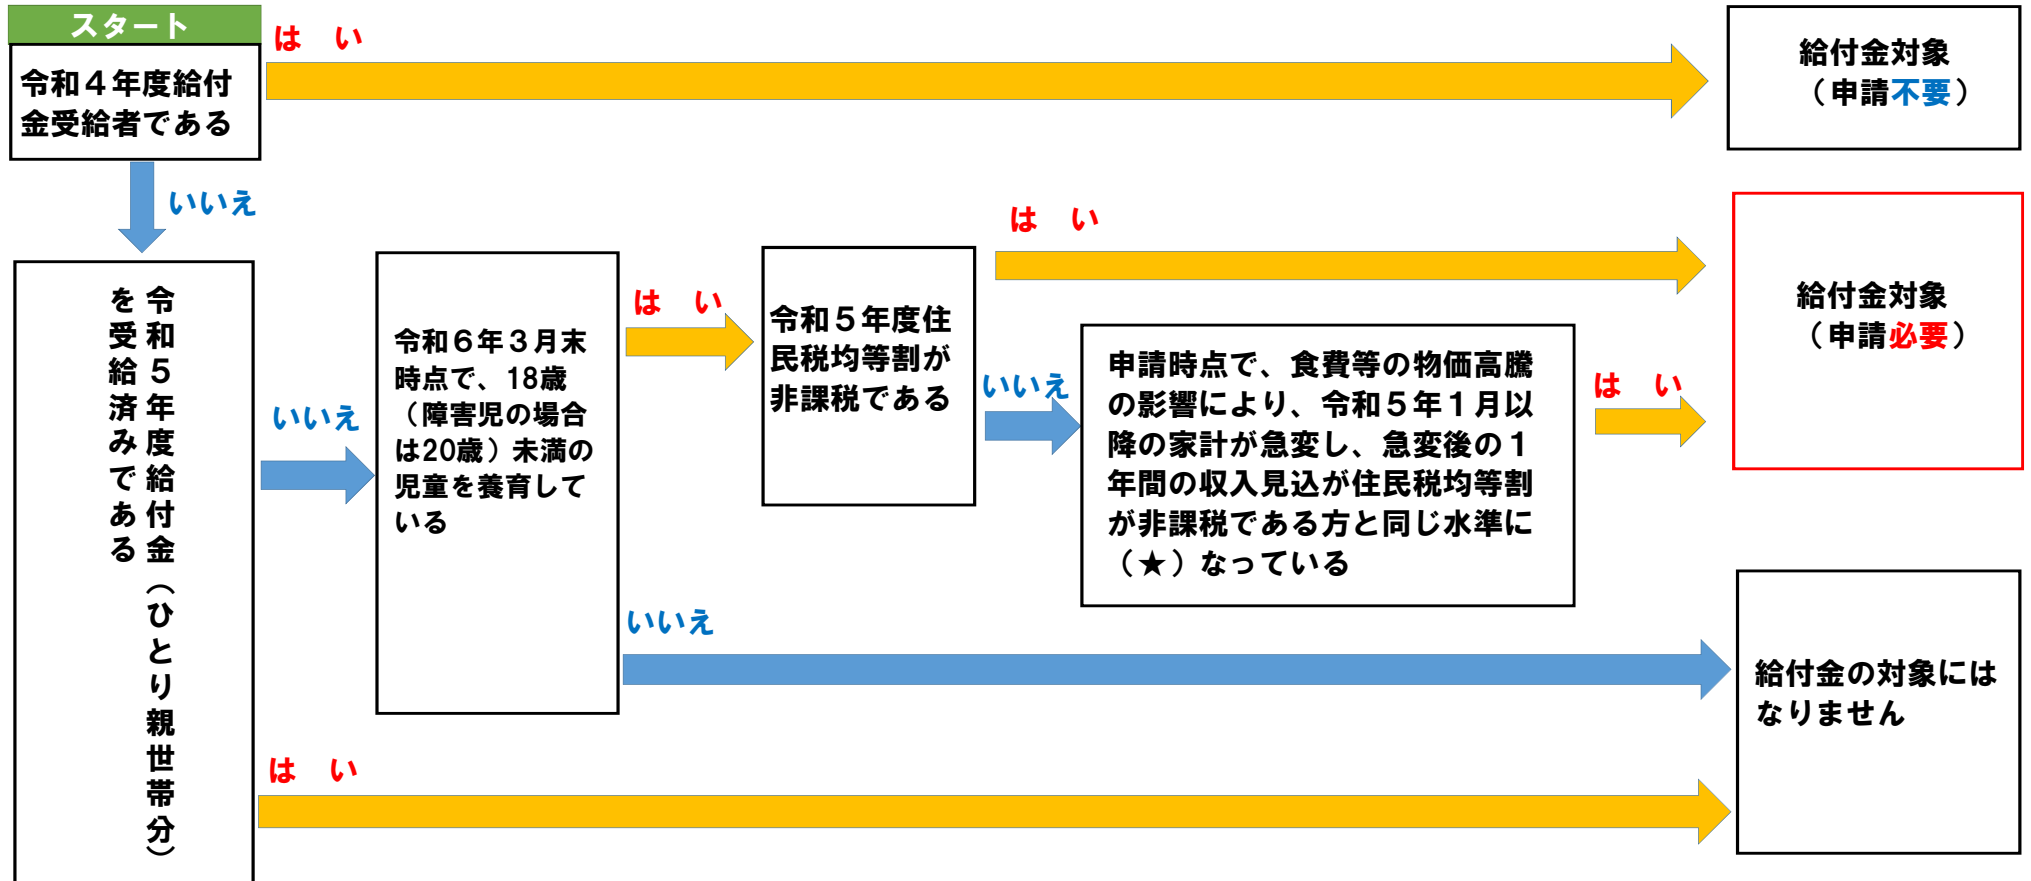 スタート
令和４年度給付
金受給者である
は　い
給付金対象
（申請不要）
いいえ
令和５年度給付金（ひとり親世帯分）
を受給済みである
いいえ
令和６年３月末
時点で、18歳
（障害児の場合
は20歳）未満の
児童を養育して
いる
は　い
令和５年度住
民税均等割が
非課税である
は　い
いいえ
申請時点で、食費等の物価高騰
の影響により、令和５年１月以
降の家計が急変し、急変後の１
年間の収入見込が住民税均等割
が非課税である方と同じ水準に
（★）なっている
は　い
給付金対象
（申請必要）
いいえ
は　い
給付金の対象には
なりません